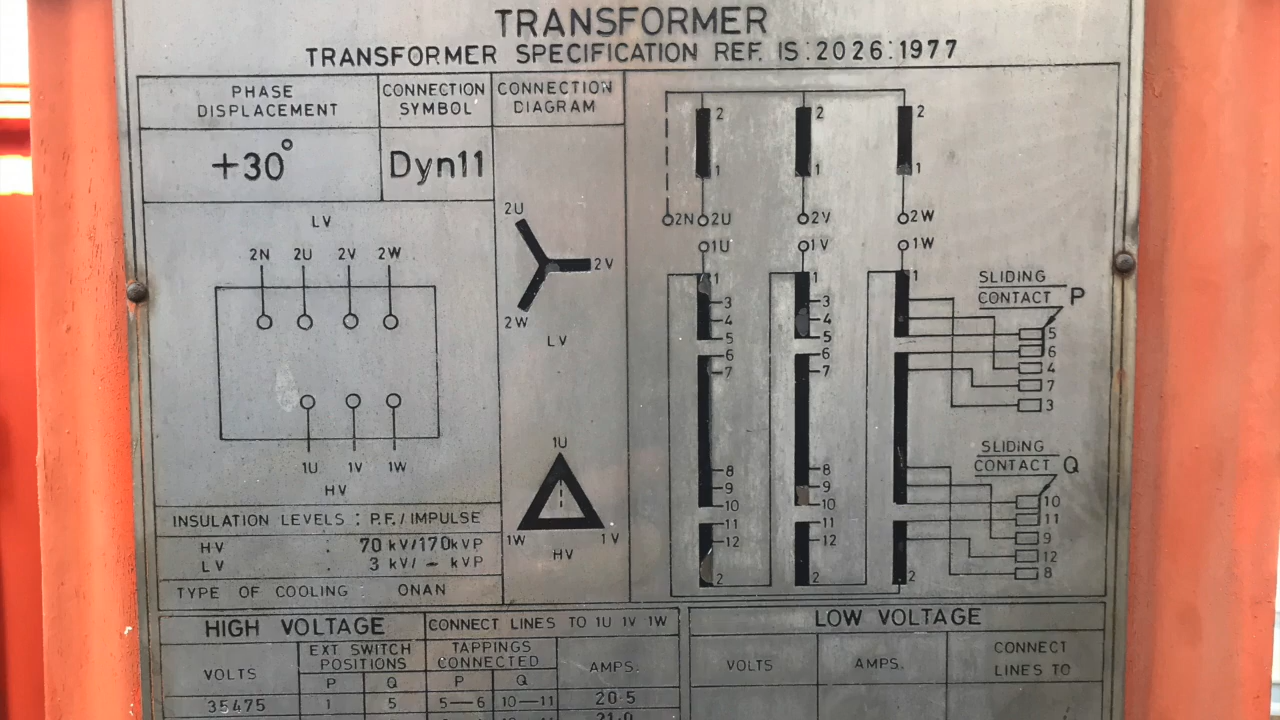 TRANSFORMER
TRANSFORMER SPECIFICATION REF. IS:2026:1977
PHASE DISPLACEMENT
CONNECTION SYMBOL
CONNECTION DIAGRAM
+30°
Dyn11
LV
2N 2U 2V 2W
1U 1V 1W
HV
2U
2V
2W
LV
1U
1W 1V
HV
INSULATION LEVELS : P.F./IMPULSE
HV : 70 kV/170kVP
LV : 3 kV/ — kVP
TYPE OF COOLING ONAN
2 2 2
1 1 1
2N 2U 2V 2W
1U 1V 1W
1 1 1
3 3
4 4
5 5
6 6
7 7
8 8
9 9
10 10
11 11
12 12
2 2 2
SLIDING
CONTACT P
5
6
4
7
3
SLIDING
CONTACT Q
10
11
9
12
8
HIGH VOLTAGE CONNECT LINES TO 1U 1V 1W
VOLTS
EXT SWITCH POSITIONS
TAPPINGS CONNECTED
AMPS.
P Q P Q
35475 1 5 5—6 10—11 20·5
21.0
LOW VOLTAGE
VOLTS AMPS. CONNECT
LINES TO